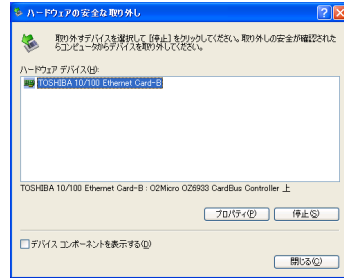 ハードウェアの安全な取り外し
取り外すデバイスを選択して [停止] をクリックしてください。取り外しの安全が確認された
らコンピュータからデバイスを取り外してください。
ハードウェア デバイス(H):
TOSHIBA 10/100 Ethernet Card-B
TOSHIBA 10/100 Ethernet Card-B : O2Micro OZ6933 CardBus Controller 上
プロパティ(P)
停止(S)
デバイス コンポーネントを表示する(D)
閉じる(C)